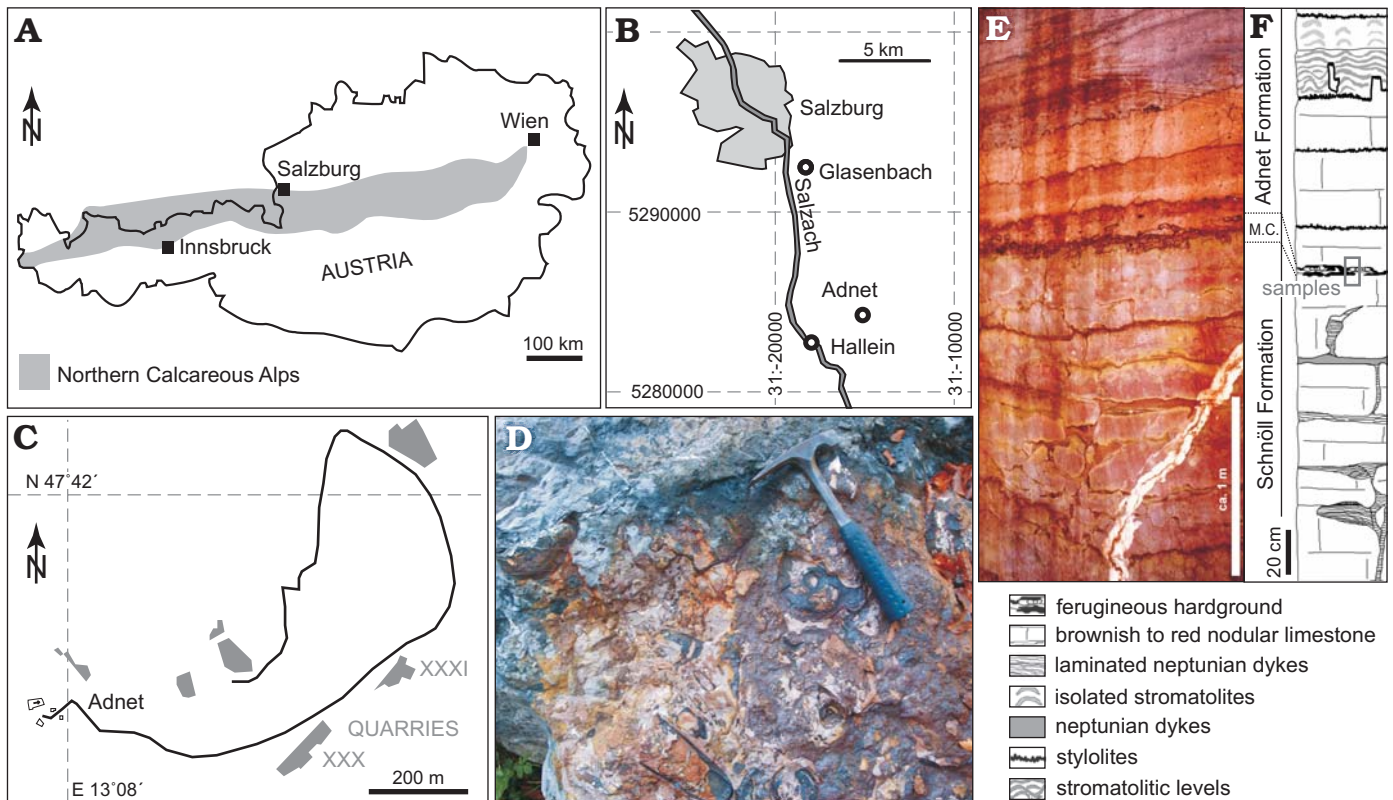 A
N
Wien
Salzburg
Innsbruck
AUSTRIA
100 km
Northern Calcareous Alps
B
5 km
N
Salzburg
Glasenbach
Salzach
5290000
Adnet
Hallein
31:-20000
31:-10000
5280000
C
N 47°42´
N
Adnet
XXXI
QUARRIES
XXX
200 m
E 13°08´
D
E
ca. 1 m
F
Adnet Formation
M.C.
samples
Schnöll Formation
20 cm
ferugineous hardground
brownish to red nodular limestone
laminated neptunian dykes
isolated stromatolites
neptunian dykes
stylolites
stromatolitic levels